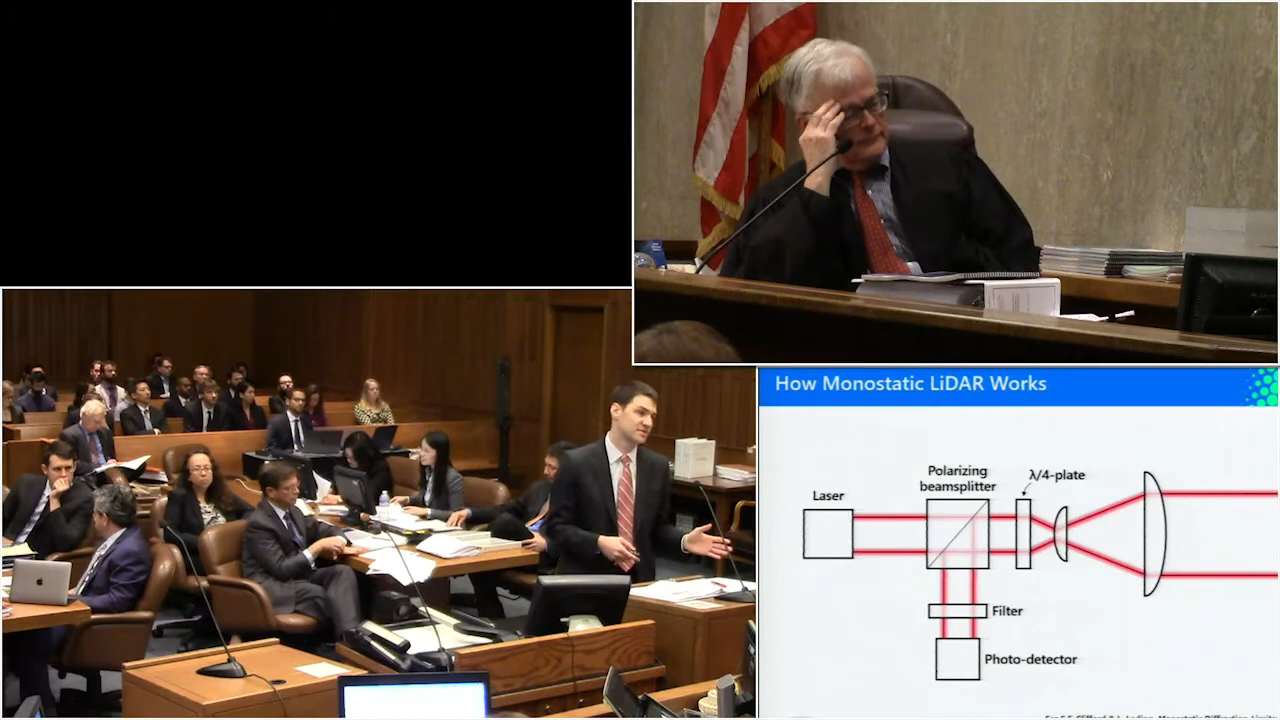 How Monostatic LiDAR Works
Polarizing
beamsplitter
λ/4-plate
Laser
Filter
Photo-detector